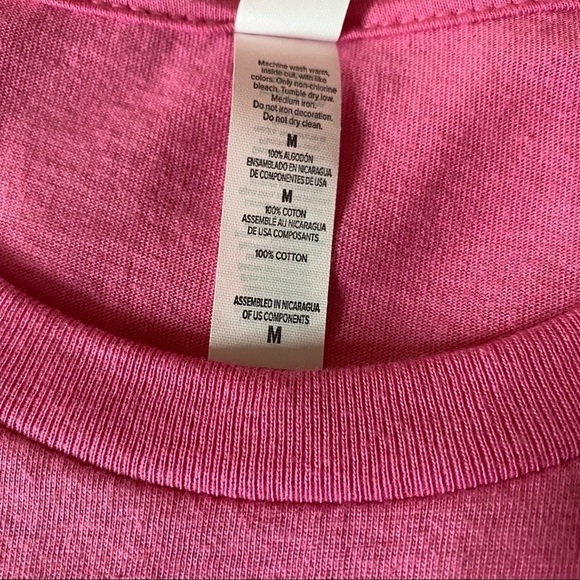 Machine wash warm,
inside out, with like
colors. Only non-chlorine
bleach. Tumble dry low.
Medium iron.
Do not iron decoration.
Do not dry clean.
M
100% ALGODÓN
ENSAMBLADO EN NICARAGUA
DE COMPONENTES DE USA
M
100% COTON
ASSEMBLÉ AU NICARAGUA
DE USA COMPOSANTS
100% COTTON
ASSEMBLED IN NICARAGUA
OF US COMPONENTS
M